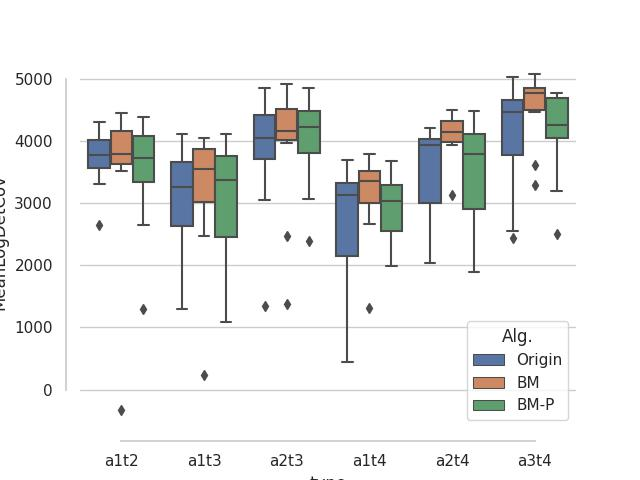 5000
4000
3000
2000
1000
0
MeanLogDetCov
a1t2 a1t3 a2t3 a1t4 a2t4 a3t4
type
Alg.
Origin
BM
BM-P